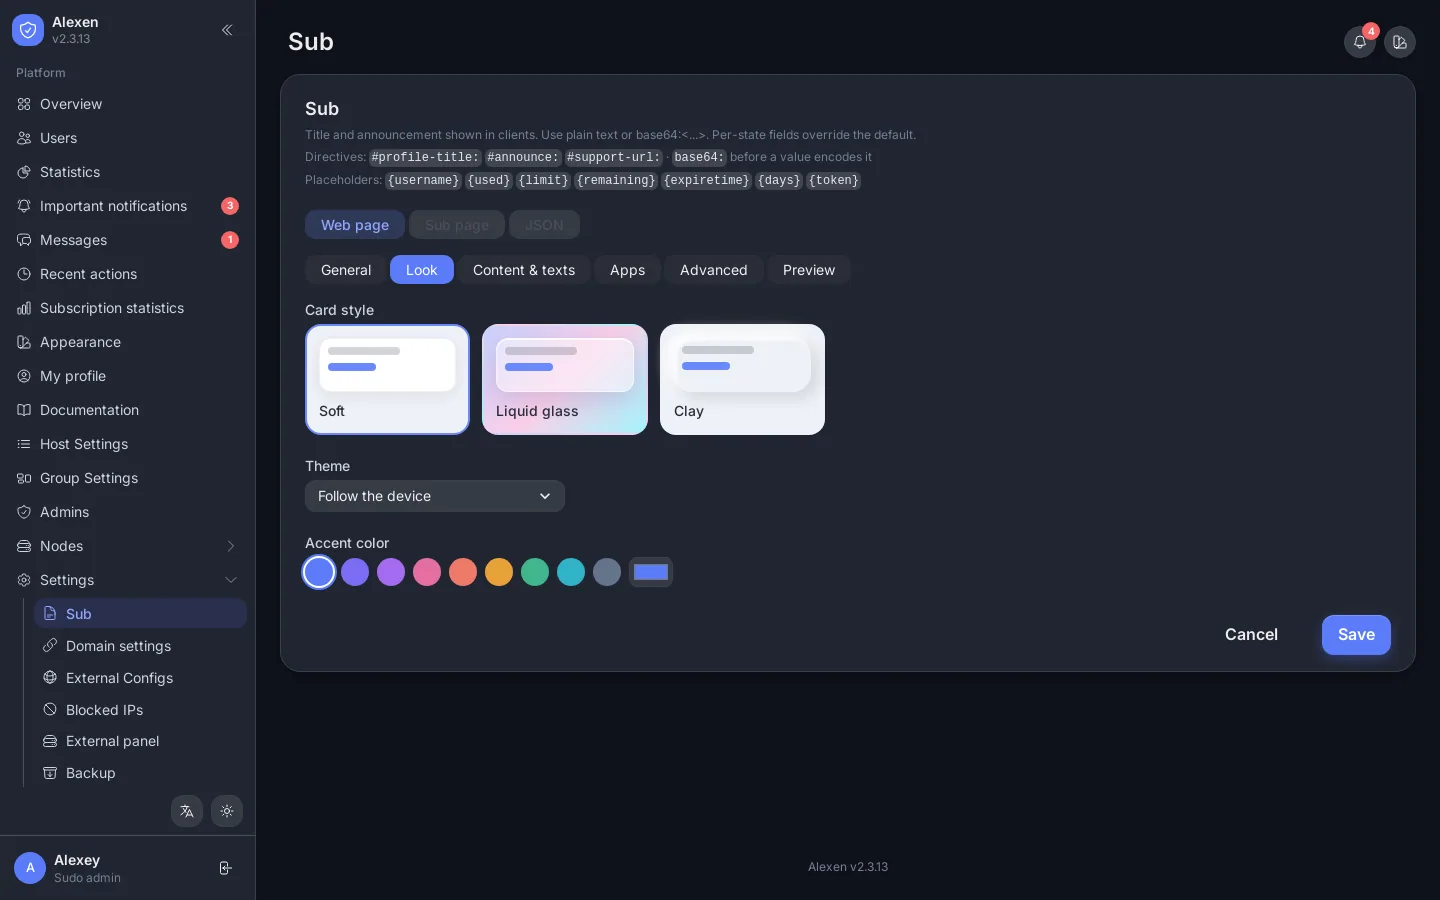 Alexen
v2.3.13
Platform
Overview
Users
Statistics
Important notifications 3
Messages 1
Recent actions
Subscription statistics
Appearance
My profile
Documentation
Host Settings
Group Settings
Admins
Nodes
Settings
Sub
Domain settings
External Configs
Blocked IPs
External panel
Backup
A
Alexey
Sudo admin
Sub
4
Sub
Title and announcement shown in clients. Use plain text or base64:<...>. Per-state fields override the default.
Directives: #profile-title: #announce: #support-url: · base64: before a value encodes it
Placeholders: {username} {used} {limit} {remaining} {expiretime} {days} {token}
Web page Sub page JSON
General Look Content & texts Apps Advanced Preview
Card style
Soft Liquid glass Clay
Theme
Follow the device
Accent color
Cancel Save
Alexen v2.3.13